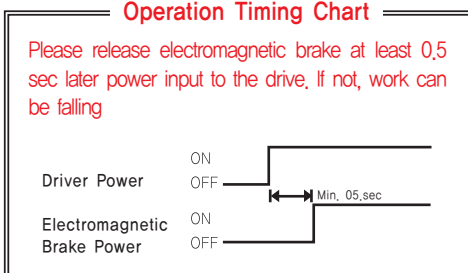 Operation Timing Chart
Please release electromagnetic brake at least 0.5
sec later power input to the drive. If not, work can
be falling
ON
Driver Power OFF
Min. 05.sec
Electromagnetic ON
Brake Power OFF